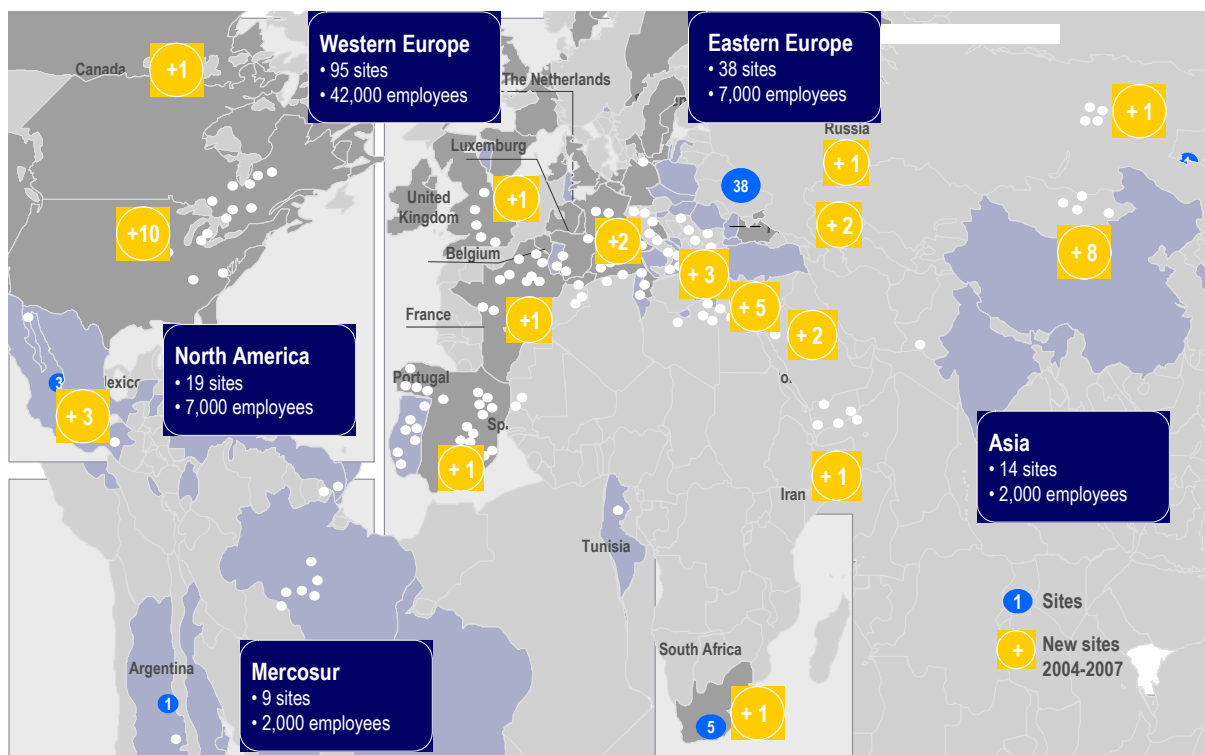 Western Europe
• 95 sites
• 42,000 employees
Eastern Europe
• 38 sites
• 7,000 employees
Canada
+1
The Netherlands
+ 1
Russia
+ 1
Luxemburg
38
United
Kingdom
+1
+10
+2
+ 2
Belgium
+ 8
+ 3
+ 5
France
+1
+ 2
North America
• 19 sites
• 7,000 employees
3
+ 3
Portugal
+ 1
Asia
• 14 sites
• 2,000 employees
+ 1
Iran
Tunisia
1 Sites
+ New sites
2004-2007
South Africa
Argentina
1
Mercosur
• 9 sites
• 2,000 employees
5
+ 1